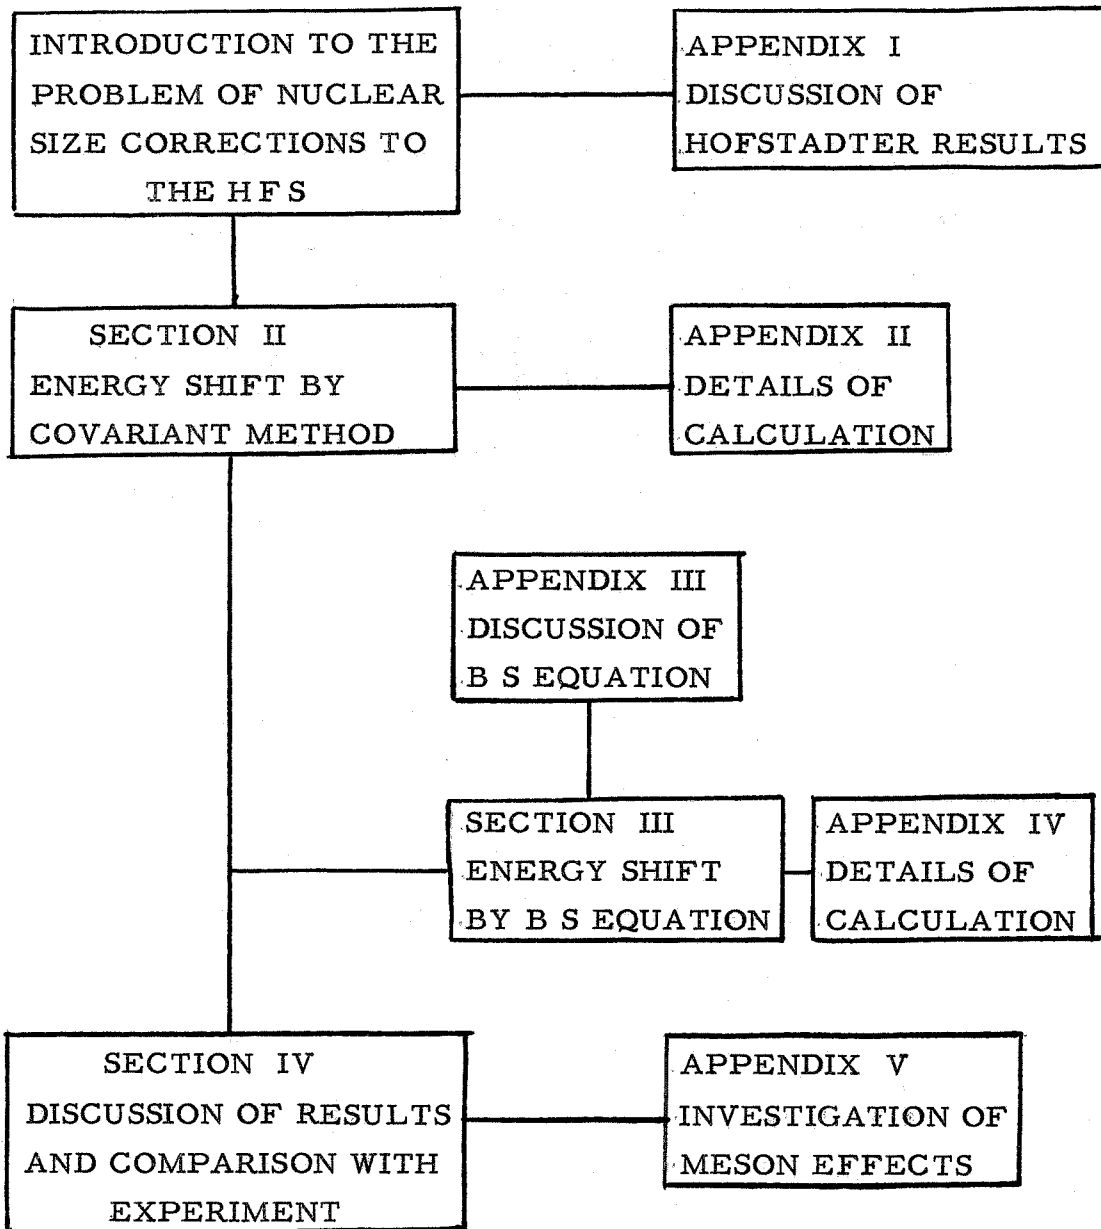 INTRODUCTION TO THE
PROBLEM OF NUCLEAR
SIZE CORRECTIONS TO
THE H F S
APPENDIX I
DISCUSSION OF
HOFSTADTER RESULTS
SECTION II
ENERGY SHIFT BY
COVARIANT METHOD
APPENDIX II
DETAILS OF
CALCULATION
APPENDIX III
DISCUSSION OF
B S EQUATION
SECTION III
ENERGY SHIFT
BY B S EQUATION
APPENDIX IV
DETAILS OF
CALCULATION
SECTION IV
DISCUSSION OF RESULTS
AND COMPARISON WITH
EXPERIMENT
APPENDIX V
INVESTIGATION OF
MESON EFFECTS